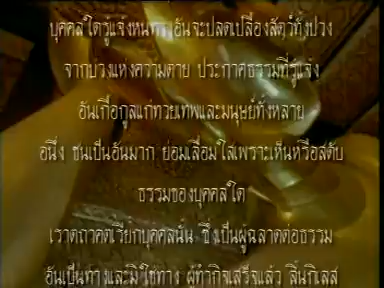 บุคคลใดรู้แจ้งหนทาง อันจะปลดเปลื้องสัตว์ทั้งปวง
จากบ่วงแห่งความตาย ประกาศธรรมที่รู้แจ้ง
อันเกื้อกูลแก่ทวยเทพและมนุษย์ทั้งหลาย
อนึ่ง ชนเป็นอันมาก ย่อมเลื่อมใสเพราะเห็นหรือสดับ
ธรรมของบุคคลใด
เราตถาคตเรียกบุคคลนั้น ซึ่งเป็นผู้ฉลาดต่อธรรม
อันเป็นทางและมิใช่ทาง ผู้ทำกิจเสร็จแล้ว สิ้นกิเลส